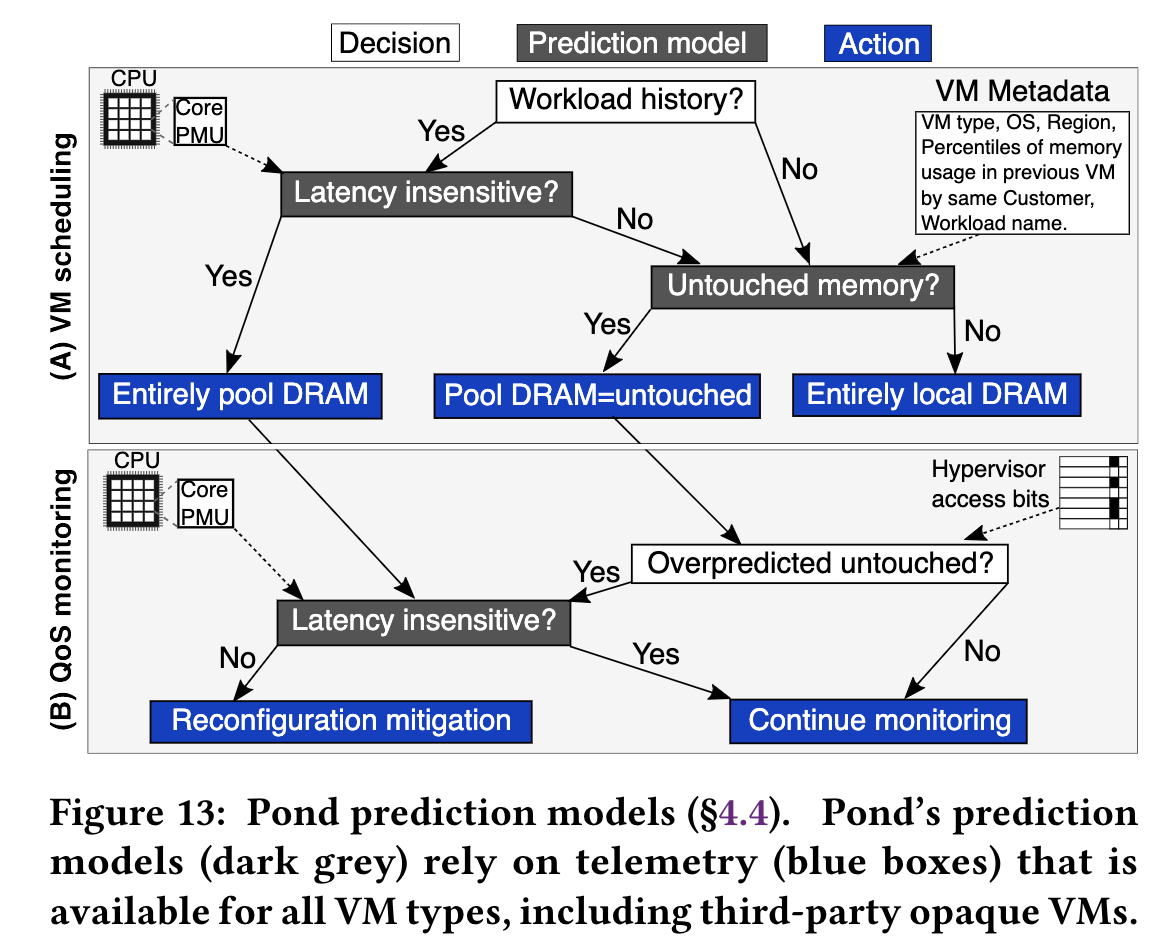 Decision
Prediction model
Action
(A) VM scheduling
CPU
Core
PMU
Workload history?
VM Metadata
VM type, OS, Region,
Percentiles of memory
usage in previous VM
by same Customer,
Workload name.
Yes
No
Latency insensitive?
No
Yes
Untouched memory?
Yes
No
Entirely pool DRAM
Pool DRAM=untouched
Entirely local DRAM
(B) QoS monitoring
CPU
Core
PMU
Hypervisor
access bits
Overpredicted untouched?
Yes
Latency insensitive?
No
Yes
No
Reconfiguration mitigation
Continue monitoring
Figure 13: Pond prediction models (§4.4). Pond's prediction
models (dark grey) rely on telemetry (blue boxes) that is
available for all VM types, including third-party opaque VMs.